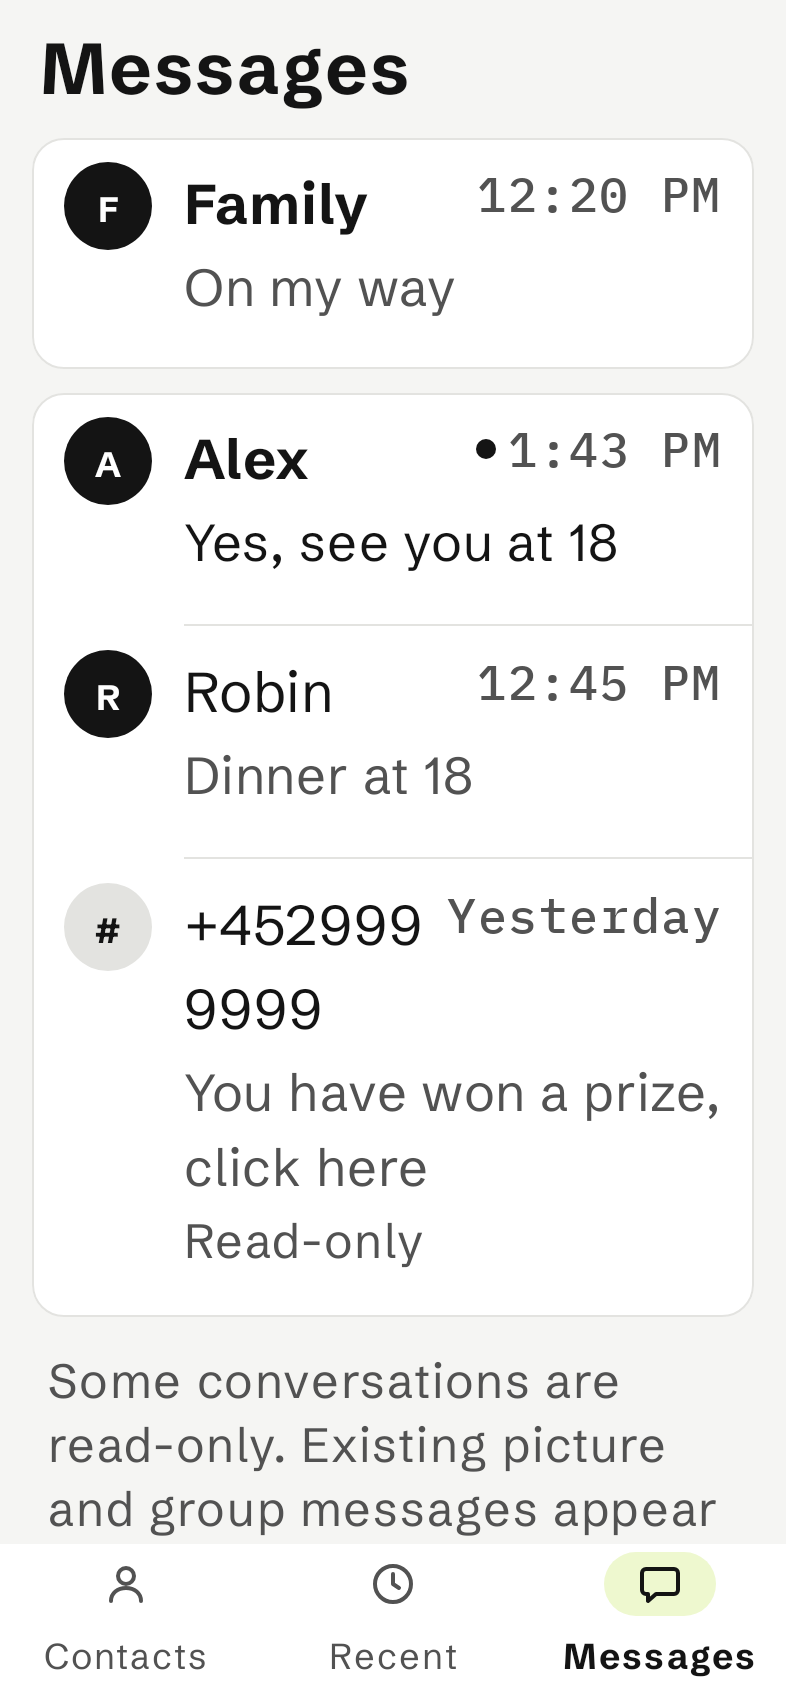 Messages
F
Family
12:20 PM
On my way
A
Alex
1:43 PM
Yes, see you at 18
R
Robin
12:45 PM
Dinner at 18
#
+452999
9999
Yesterday
You have won a prize,
click here
Read-only
Some conversations are
read-only. Existing picture
and group messages appear
Contacts
Recent
Messages